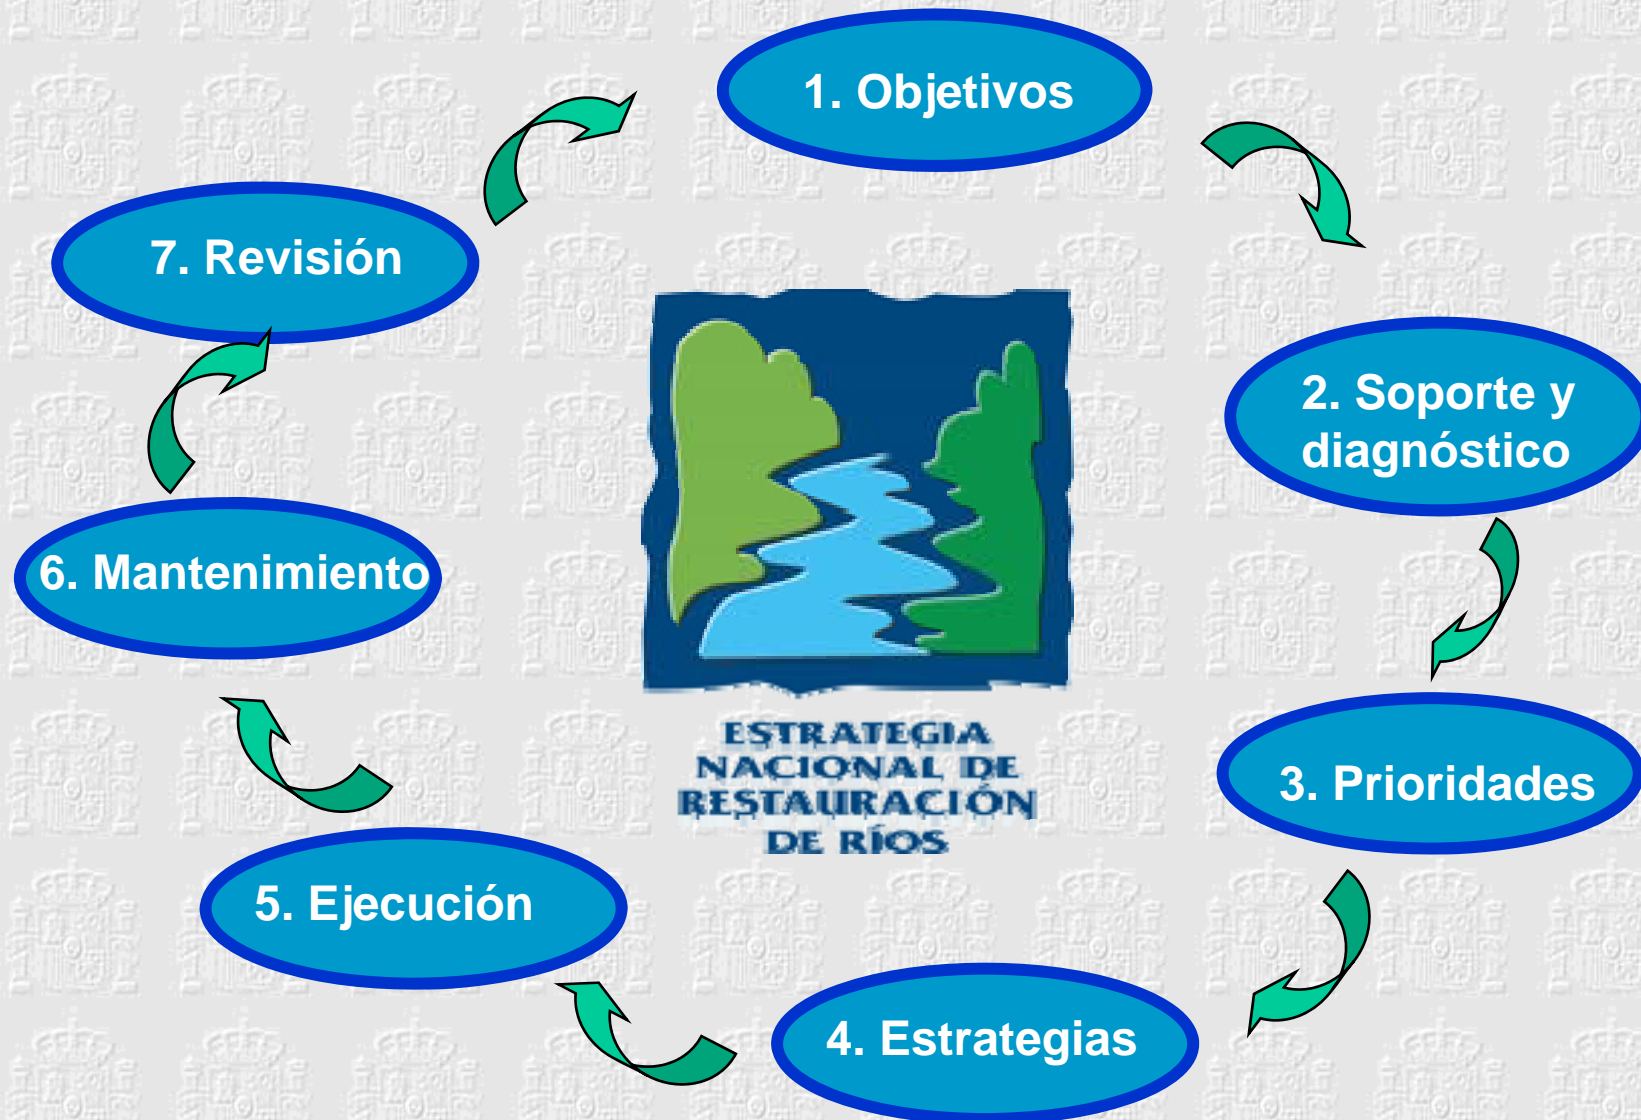 1. Objetivos
2. Soporte y
diagnóstico
3. Prioridades
4. Estrategias
5. Ejecución
6. Mantenimiento
7. Revisión
ESTRATEGIA
NACIONAL DE
RESTAURACIÓN
DE RÍOS